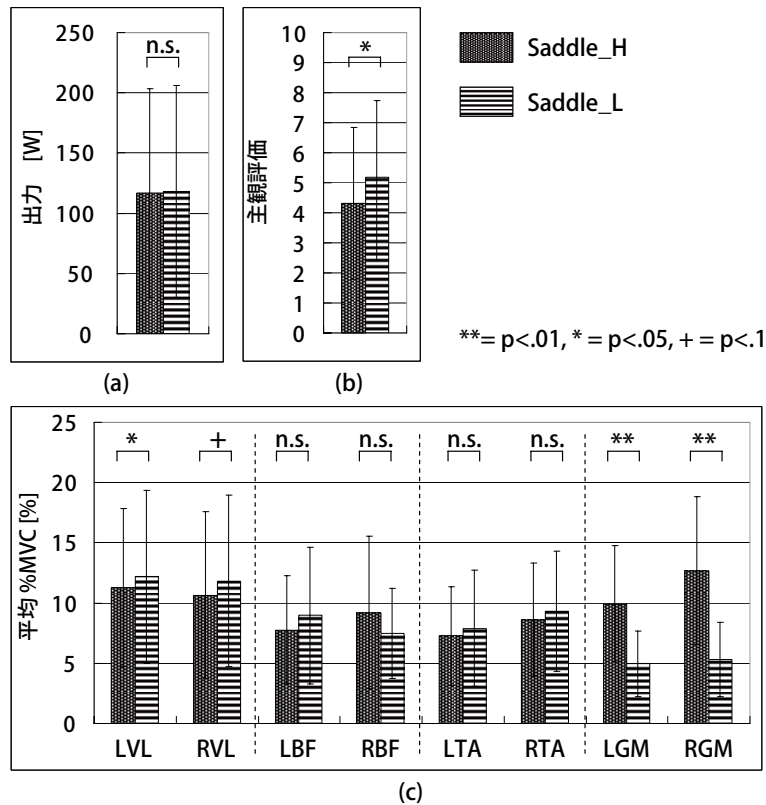 250
200
150
100
50
0
出力 [W]
n.s.
(a)
10
9
8
7
6
5
4
3
2
1
0
主観評価
*
(b)
Saddle_H
Saddle_L
**= p<.01, * = p<.05, + = p<.1
25
20
15
10
5
0
平均 %MVC [%]
* + n.s. n.s. n.s. n.s. ** **
LVL RVL LBF RBF LTA RTA LGM RGM
(c)